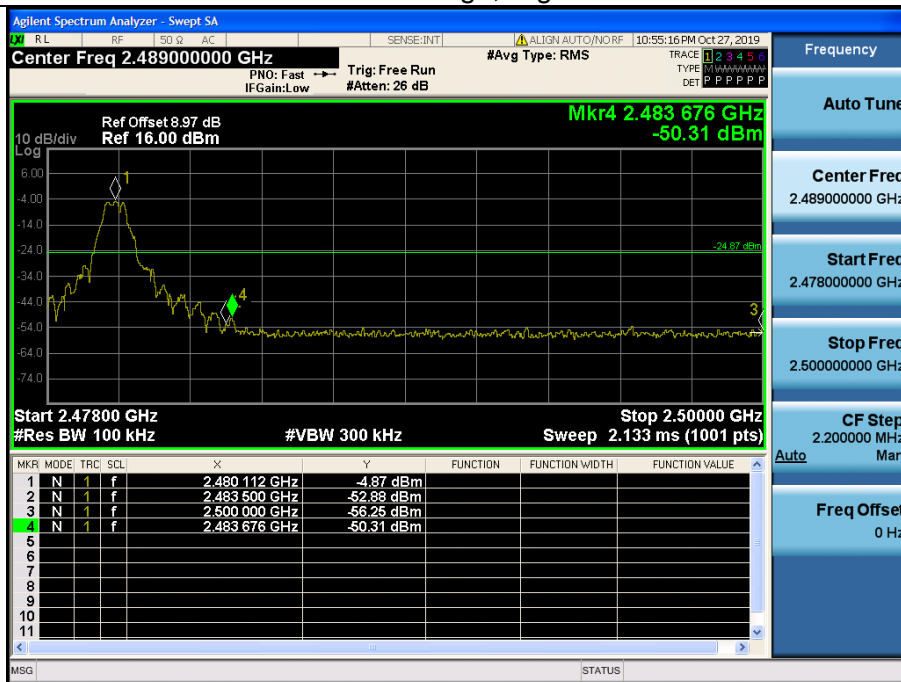 Agilent Spectrum Analyzer - Swept SA
LXI RL RF 50 Ω AC SENSE:INT ALIGN AUTO/NO RF 10:55:16 PM Oct 27, 2019
Center Freq 2.489000000 GHz #Avg Type: RMS TRACE 1 2 3 4 5 6
PNO: Fast Trig: Free Run TYPE M W W W W W
IFGain:Low #Atten: 26 dB DET P P P P P P
Frequency
Auto Tune
Center Freq
2.489000000 GHz
Start Freq
2.478000000 GHz
Stop Freq
2.500000000 GHz
CF Step
2.200000 MHz
Auto Man
Freq Offset
0 Hz
Mkr4 2.483 676 GHz
-50.31 dBm
Ref Offset 8.97 dB
10 dB/div Ref 16.00 dBm
Log
1
6.00
-4.00
-14.0
-24.0
-24.87 dBm
-34.0
-44.0
4
3
-54.0
-64.0
-74.0
Start 2.47800 GHz Stop 2.50000 GHz
#Res BW 100 kHz #VBW 300 kHz Sweep 2.133 ms (1001 pts)
MKR MODE TRC SCL X Y FUNCTION FUNCTION WIDTH FUNCTION VALUE
1 N 1 f 2.480 112 GHz -4.87 dBm
2 N 1 f 2.483 500 GHz -52.88 dBm
3 N 1 f 2.500 000 GHz -56.25 dBm
4 N 1 f 2.483 676 GHz -50.31 dBm
5
6
7
8
9
10
11
MSG STATUS